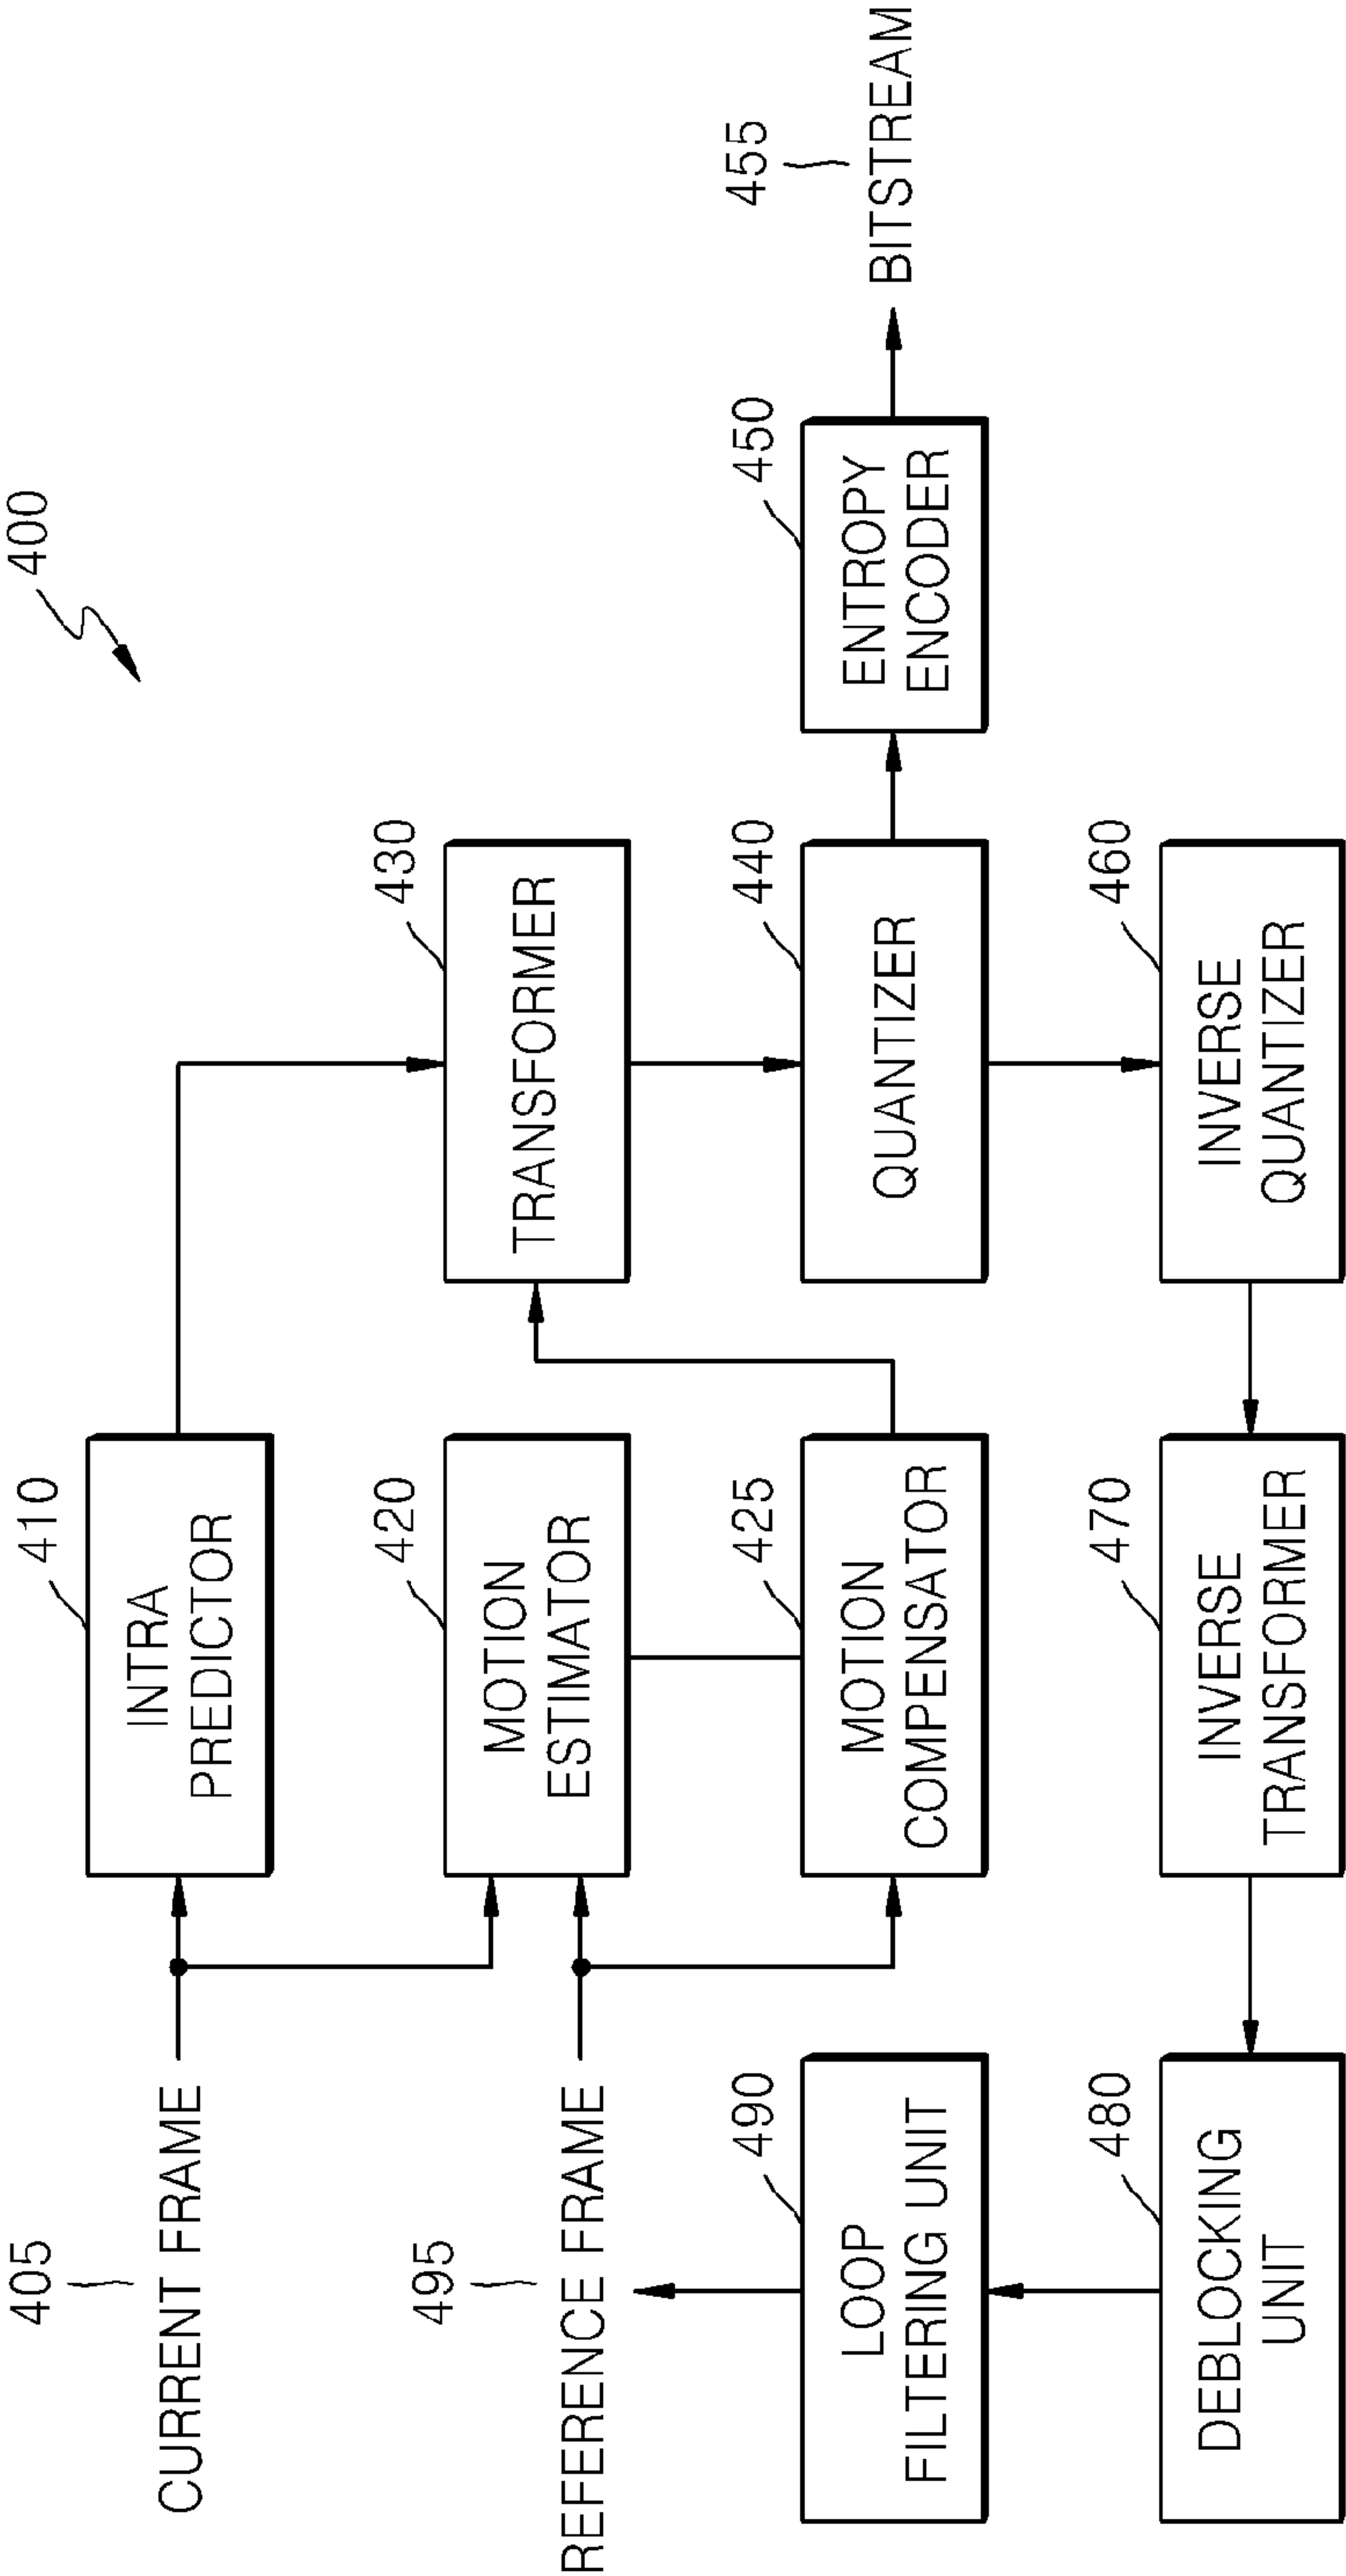 400
405
CURRENT FRAME
410
INTRA
PREDICTOR
495
REFERENCE FRAME
420
MOTION
ESTIMATOR
430
TRANSFORMER
490
LOOP
FILTERING UNIT
425
MOTION
COMPENSATOR
440
QUANTIZER
450
ENTROPY
ENCODER
455
BITSTREAM
480
DEBLOCKING
UNIT
470
INVERSE
TRANSFORMER
460
INVERSE
QUANTIZER